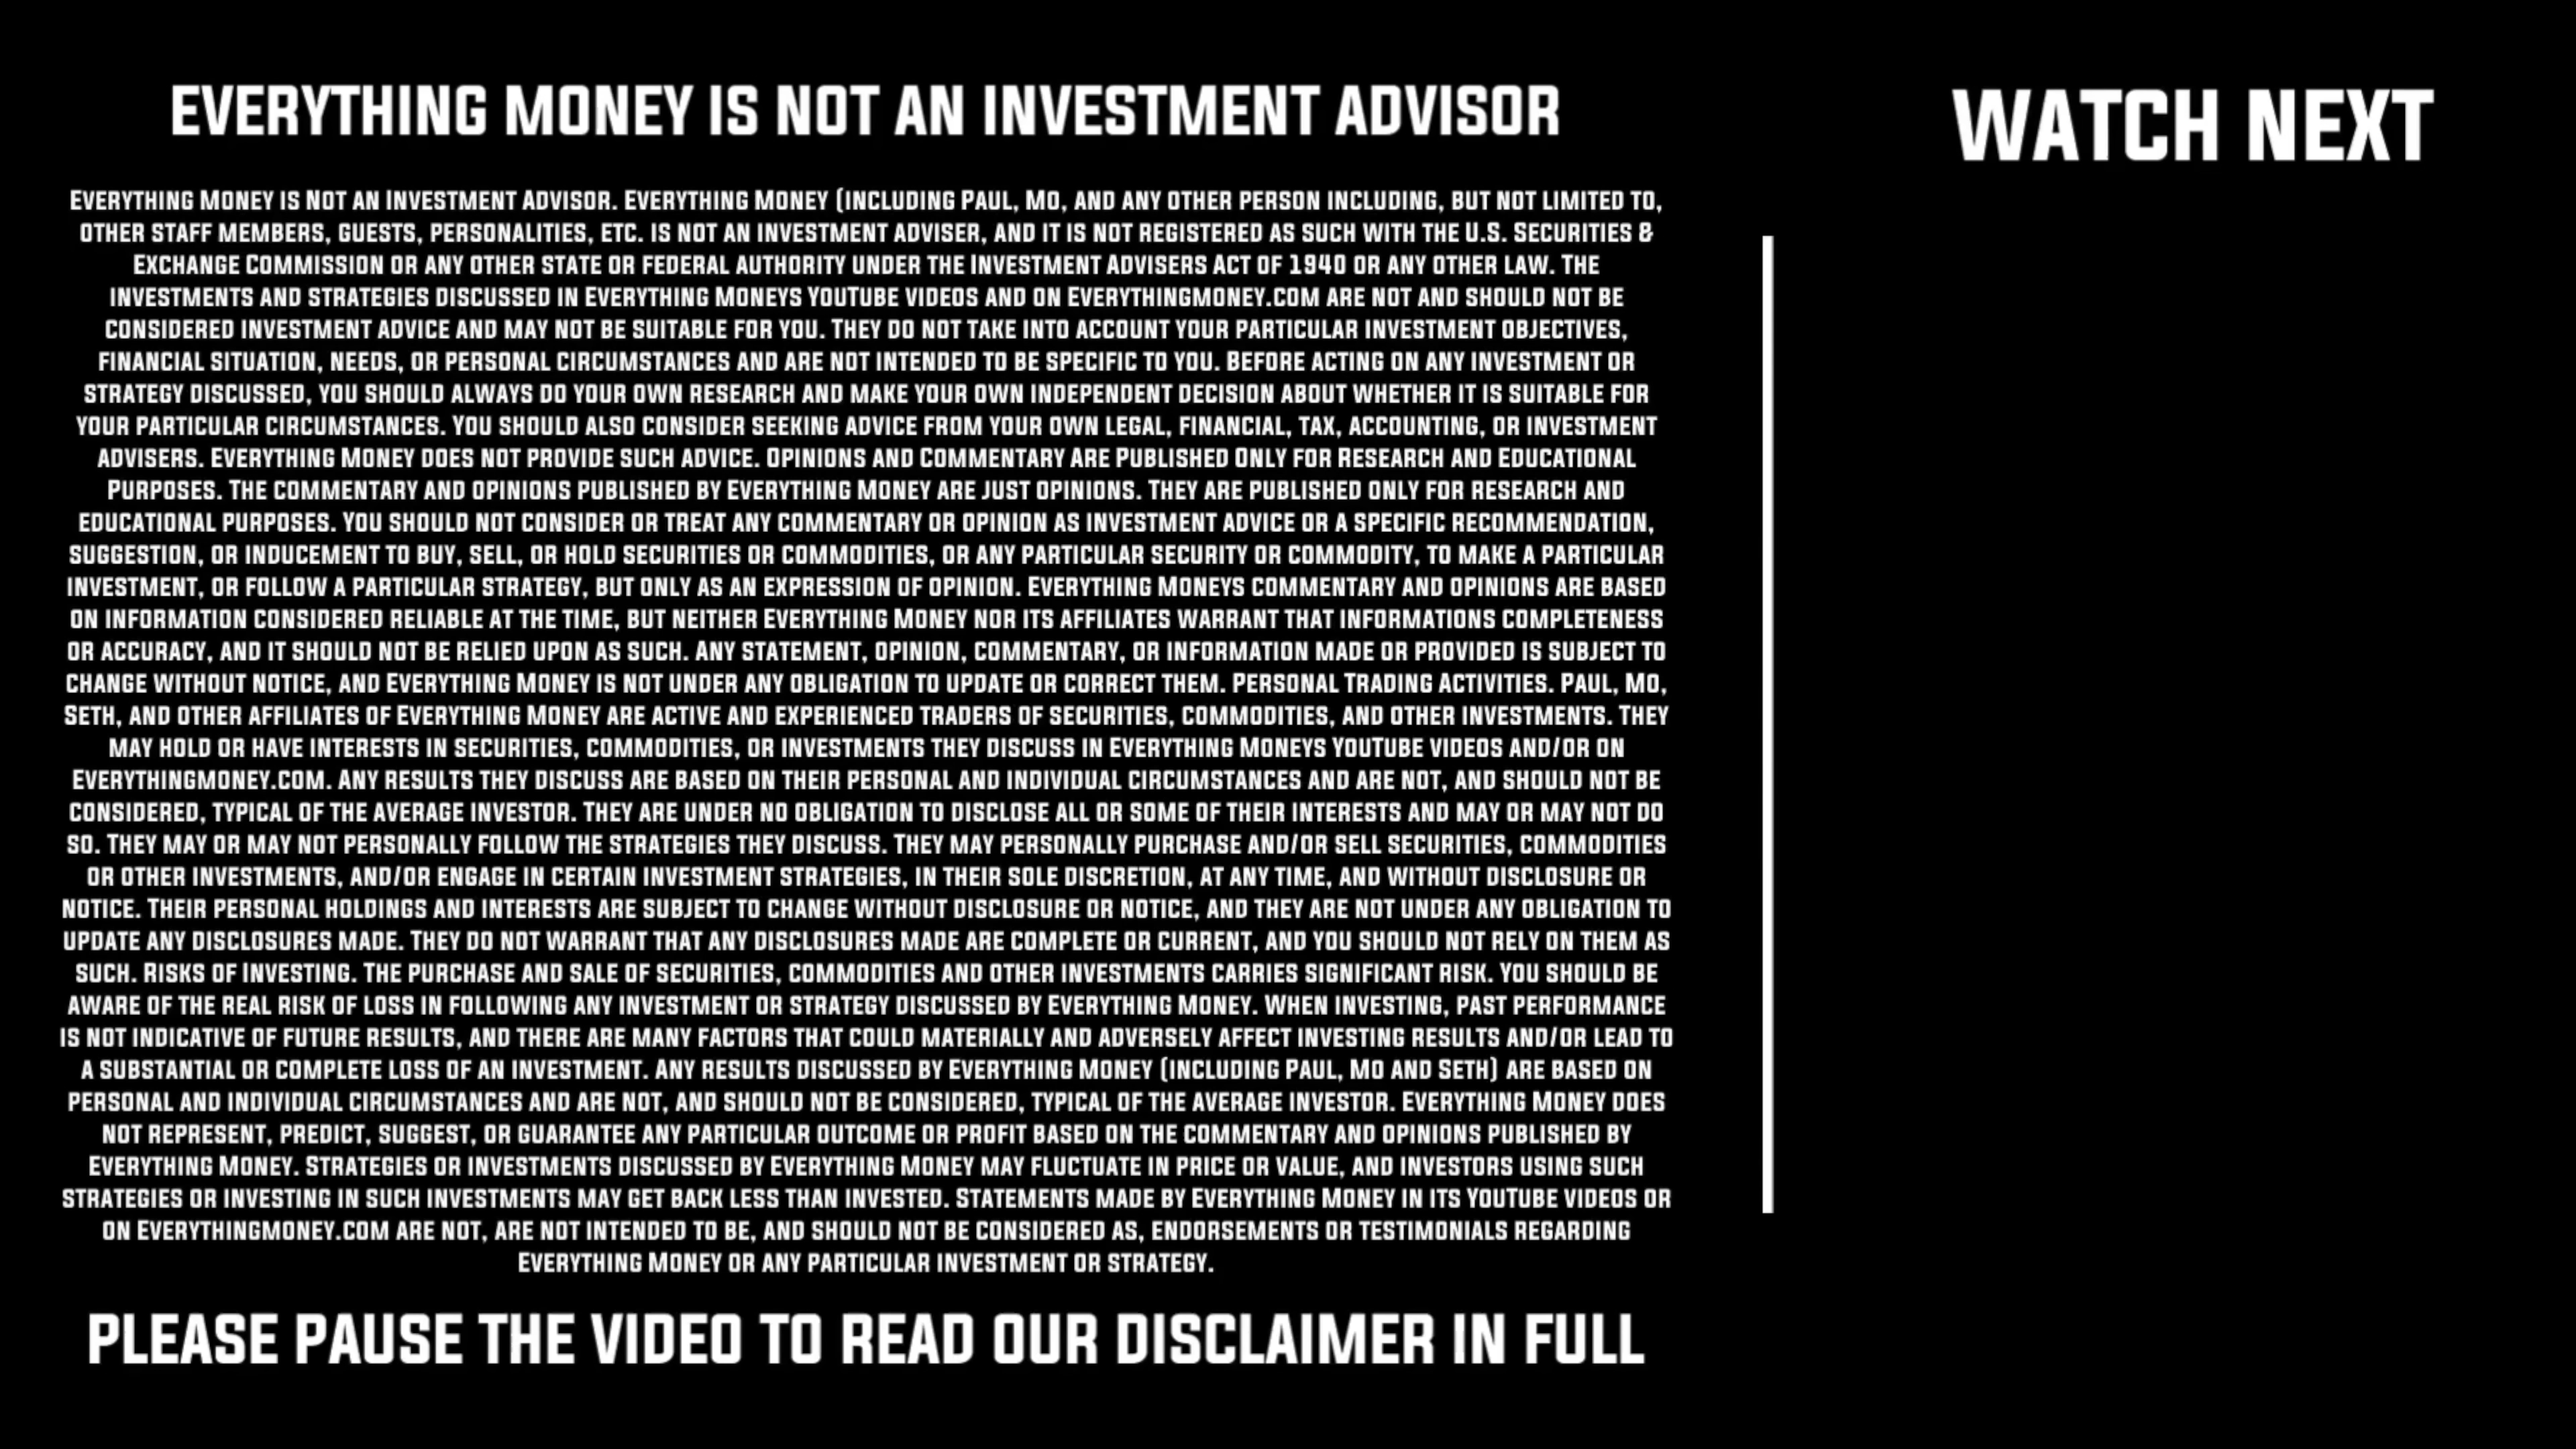 EVERYTHING MONEY IS NOT AN INVESTMENT ADVISOR
EVERYTHING MONEY IS NOT AN INVESTMENT ADVISOR. EVERYTHING MONEY (INCLUDING PAUL, MO, AND ANY OTHER PERSON INCLUDING, BUT NOT LIMITED TO,
OTHER STAFF MEMBERS, GUESTS, PERSONALITIES, ETC. IS NOT AN INVESTMENT ADVISER, AND IT IS NOT REGISTERED AS SUCH WITH THE U.S. SECURITIES &
EXCHANGE COMMISSION OR ANY OTHER STATE OR FEDERAL AUTHORITY UNDER THE INVESTMENT ADVISERS ACT OF 1940 OR ANY OTHER LAW. THE
INVESTMENTS AND STRATEGIES DISCUSSED IN EVERYTHING MONEYS YOUTUBE VIDEOS AND ON EVERYTHINGMONEY.COM ARE NOT AND SHOULD NOT BE
CONSIDERED INVESTMENT ADVICE AND MAY NOT BE SUITABLE FOR YOU. THEY DO NOT TAKE INTO ACCOUNT YOUR PARTICULAR INVESTMENT OBJECTIVES,
FINANCIAL SITUATION, NEEDS, OR PERSONAL CIRCUMSTANCES AND ARE NOT INTENDED TO BE SPECIFIC TO YOU. BEFORE ACTING ON ANY INVESTMENT OR
STRATEGY DISCUSSED, YOU SHOULD ALWAYS DO YOUR OWN RESEARCH AND MAKE YOUR OWN INDEPENDENT DECISION ABOUT WHETHER IT IS SUITABLE FOR
YOUR PARTICULAR CIRCUMSTANCES. YOU SHOULD ALSO CONSIDER SEEKING ADVICE FROM YOUR OWN LEGAL, FINANCIAL, TAX, ACCOUNTING, OR INVESTMENT
ADVISERS. EVERYTHING MONEY DOES NOT PROVIDE SUCH ADVICE. OPINIONS AND COMMENTARY ARE PUBLISHED ONLY FOR RESEARCH AND EDUCATIONAL
PURPOSES. THE COMMENTARY AND OPINIONS PUBLISHED BY EVERYTHING MONEY ARE JUST OPINIONS. THEY ARE PUBLISHED ONLY FOR RESEARCH AND
EDUCATIONAL PURPOSES. YOU SHOULD NOT CONSIDER OR TREAT ANY COMMENTARY OR OPINION AS INVESTMENT ADVICE OR A SPECIFIC RECOMMENDATION,
SUGGESTION, OR INDUCEMENT TO BUY, SELL, OR HOLD SECURITIES OR COMMODITIES, OR ANY PARTICULAR SECURITY OR COMMODITY, TO MAKE A PARTICULAR
INVESTMENT, OR FOLLOW A PARTICULAR STRATEGY, BUT ONLY AS AN EXPRESSION OF OPINION. EVERYTHING MONEYS COMMENTARY AND OPINIONS ARE BASED
ON INFORMATION CONSIDERED RELIABLE AT THE TIME, BUT NEITHER EVERYTHING MONEY NOR ITS AFFILIATES WARRANT THAT INFORMATIONS COMPLETENESS
OR ACCURACY, AND IT SHOULD NOT BE RELIED UPON AS SUCH. ANY STATEMENT, OPINION, COMMENTARY, OR INFORMATION MADE OR PROVIDED IS SUBJECT TO
CHANGE WITHOUT NOTICE, AND EVERYTHING MONEY IS NOT UNDER ANY OBLIGATION TO UPDATE OR CORRECT THEM. PERSONAL TRADING ACTIVITIES. PAUL, MO,
SETH, AND OTHER AFFILIATES OF EVERYTHING MONEY ARE ACTIVE AND EXPERIENCED TRADERS OF SECURITIES, COMMODITIES, AND OTHER INVESTMENTS. THEY
MAY HOLD OR HAVE INTERESTS IN SECURITIES, COMMODITIES, OR INVESTMENTS THEY DISCUSS IN EVERYTHING MONEYS YOUTUBE VIDEOS AND/OR ON
EVERYTHINGMONEY.COM. ANY RESULTS THEY DISCUSS ARE BASED ON THEIR PERSONAL AND INDIVIDUAL CIRCUMSTANCES AND ARE NOT, AND SHOULD NOT BE
CONSIDERED, TYPICAL OF THE AVERAGE INVESTOR. THEY ARE UNDER NO OBLIGATION TO DISCLOSE ALL OR SOME OF THEIR INTERESTS AND MAY OR MAY NOT DO
SO. THEY MAY OR MAY NOT PERSONALLY FOLLOW THE STRATEGIES THEY DISCUSS. THEY MAY PERSONALLY PURCHASE AND/OR SELL SECURITIES, COMMODITIES
OR OTHER INVESTMENTS, AND/OR ENGAGE IN CERTAIN INVESTMENT STRATEGIES, IN THEIR SOLE DISCRETION, AT ANY TIME, AND WITHOUT DISCLOSURE OR
NOTICE. THEIR PERSONAL HOLDINGS AND INTERESTS ARE SUBJECT TO CHANGE WITHOUT DISCLOSURE OR NOTICE, AND THEY ARE NOT UNDER ANY OBLIGATION TO
UPDATE ANY DISCLOSURES MADE. THEY DO NOT WARRANT THAT ANY DISCLOSURES MADE ARE COMPLETE OR CURRENT, AND YOU SHOULD NOT RELY ON THEM AS
SUCH. RISKS OF INVESTING. THE PURCHASE AND SALE OF SECURITIES, COMMODITIES AND OTHER INVESTMENTS CARRIES SIGNIFICANT RISK. YOU SHOULD BE
AWARE OF THE REAL RISK OF LOSS IN FOLLOWING ANY INVESTMENT OR STRATEGY DISCUSSED BY EVERYTHING MONEY. WHEN INVESTING, PAST PERFORMANCE
IS NOT INDICATIVE OF FUTURE RESULTS, AND THERE ARE MANY FACTORS THAT COULD MATERIALLY AND ADVERSELY AFFECT INVESTING RESULTS AND/OR LEAD TO
A SUBSTANTIAL OR COMPLETE LOSS OF AN INVESTMENT. ANY RESULTS DISCUSSED BY EVERYTHING MONEY (INCLUDING PAUL, MO AND SETH) ARE BASED ON
PERSONAL AND INDIVIDUAL CIRCUMSTANCES AND ARE NOT, AND SHOULD NOT BE CONSIDERED, TYPICAL OF THE AVERAGE INVESTOR. EVERYTHING MONEY DOES
NOT REPRESENT, PREDICT, SUGGEST, OR GUARANTEE ANY PARTICULAR OUTCOME OR PROFIT BASED ON THE COMMENTARY AND OPINIONS PUBLISHED BY
EVERYTHING MONEY. STRATEGIES OR INVESTMENTS DISCUSSED BY EVERYTHING MONEY MAY FLUCTUATE IN PRICE OR VALUE, AND INVESTORS USING SUCH
STRATEGIES OR INVESTING IN SUCH INVESTMENTS MAY GET BACK LESS THAN INVESTED. STATEMENTS MADE BY EVERYTHING MONEY IN ITS YOUTUBE VIDEOS OR
ON EVERYTHINGMONEY.COM ARE NOT, ARE NOT INTENDED TO BE, AND SHOULD NOT BE CONSIDERED AS, ENDORSEMENTS OR TESTIMONIALS REGARDING
EVERYTHING MONEY OR ANY PARTICULAR INVESTMENT OR STRATEGY.
PLEASE PAUSE THE VIDEO TO READ OUR DISCLAIMER IN FULL
WATCH NEXT